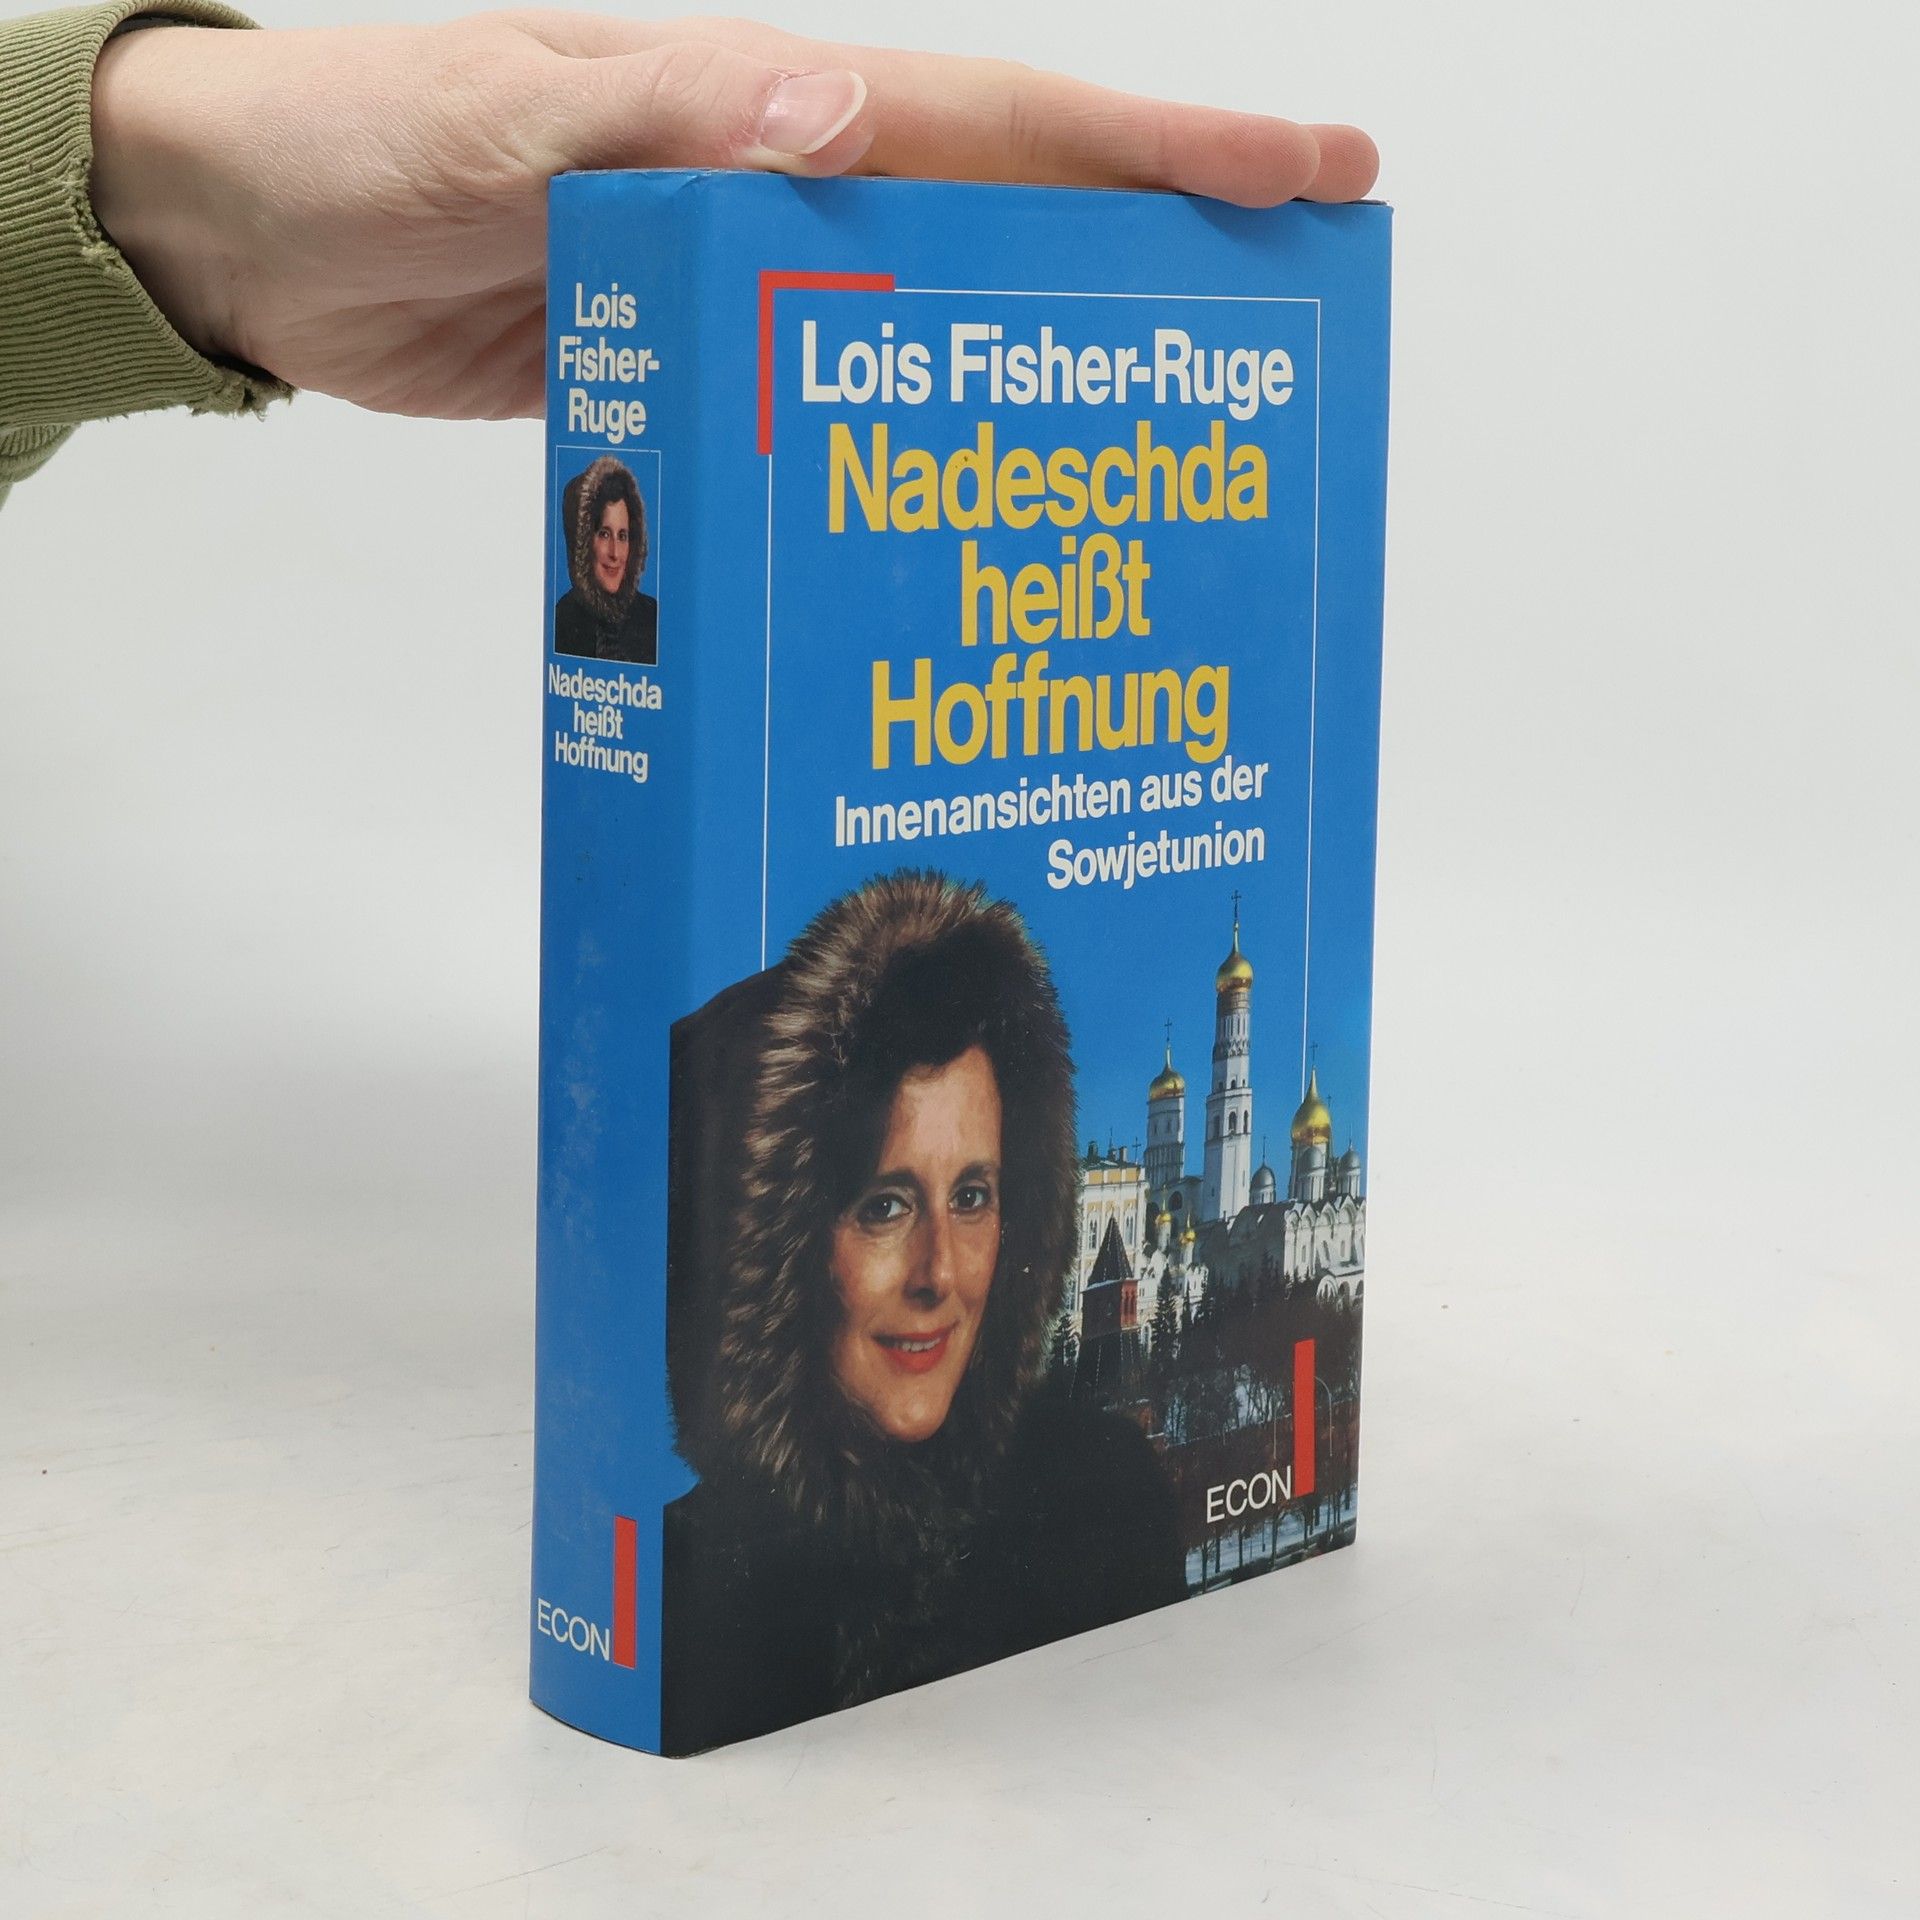 Lois
Fisher-
Ruge
Nadeschda
heißt
Hoffnung
ECON
Lois Fisher-Ruge
Nadeschda
heißt
Hoffnung
Innenansichten aus der
Sowjetunion
ECON